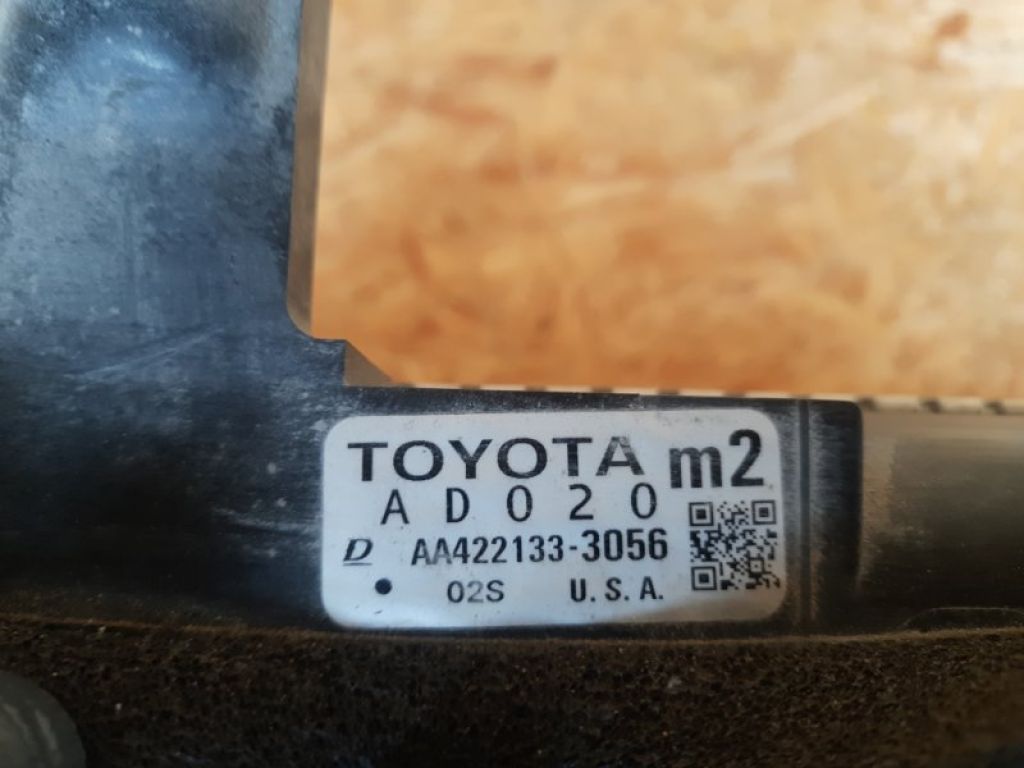 TOYOTA m2
AD020
D AA422133-3056
• 02S U.S.A.